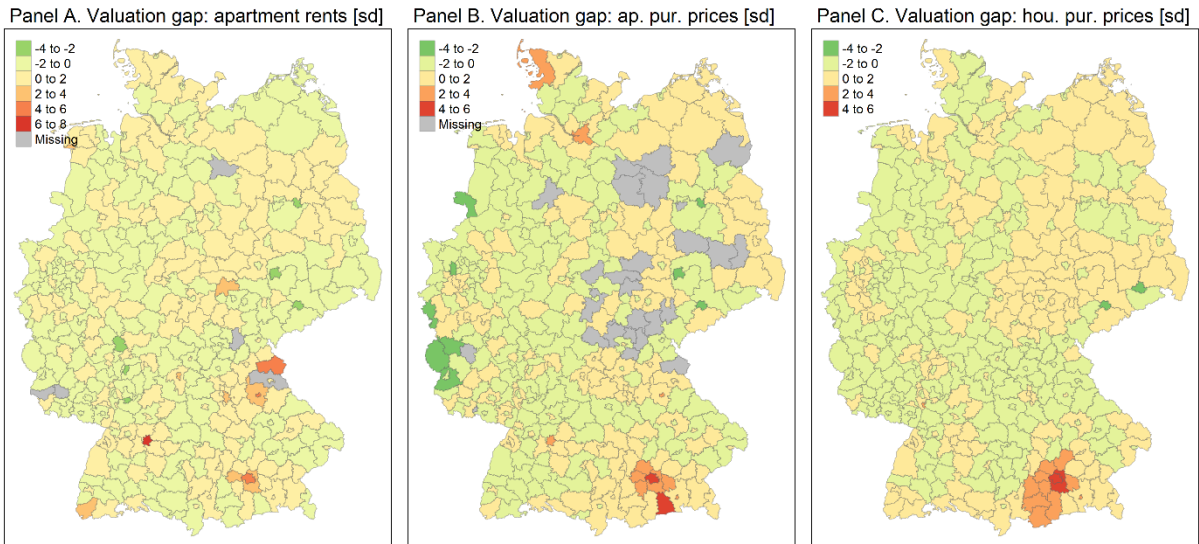 Panel A. Valuation gap: apartment rents [sd]
-4 to -2
-2 to 0
0 to 2
2 to 4
4 to 6
6 to 8
Missing
Panel B. Valuation gap: ap. pur. prices [sd]
-4 to -2
-2 to 0
0 to 2
2 to 4
4 to 6
Missing
Panel C. Valuation gap: hou. pur. prices [sd]
-4 to -2
-2 to 0
0 to 2
2 to 4
4 to 6